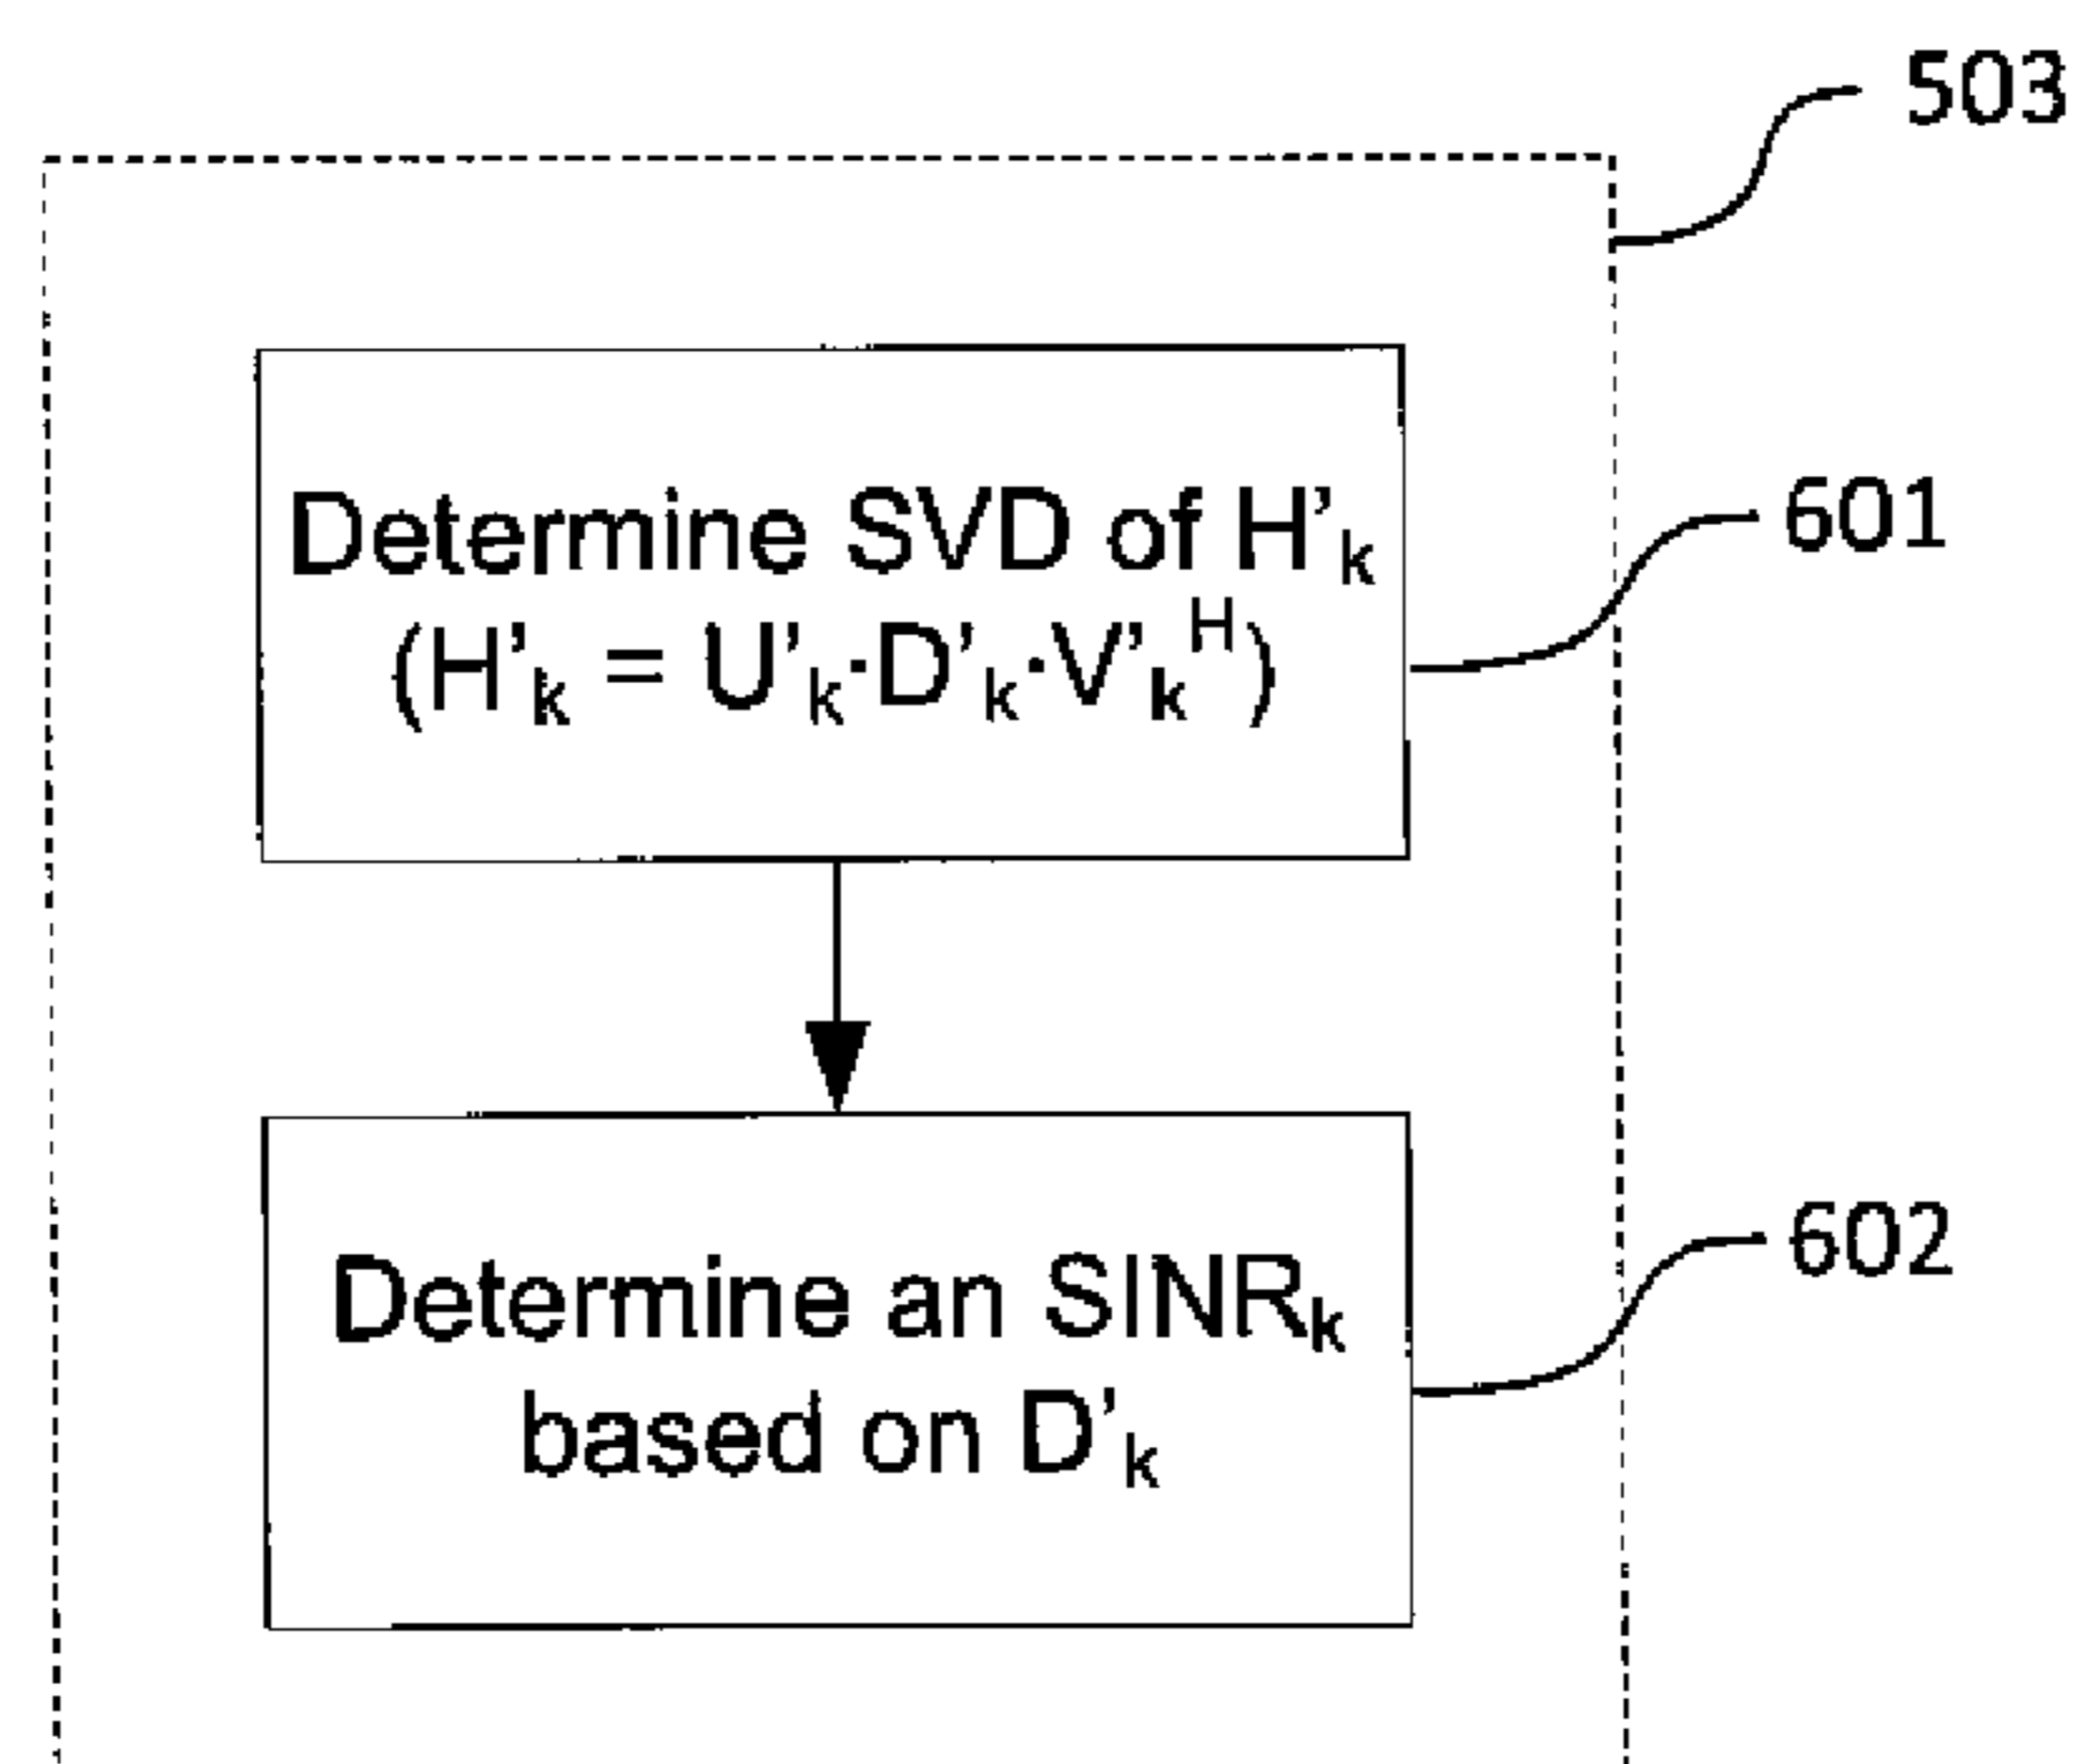 503
Determine SVD of H'k
(H'k = U'k·D'k·V'kH)
601
Determine an SINRk
based on D'k
602